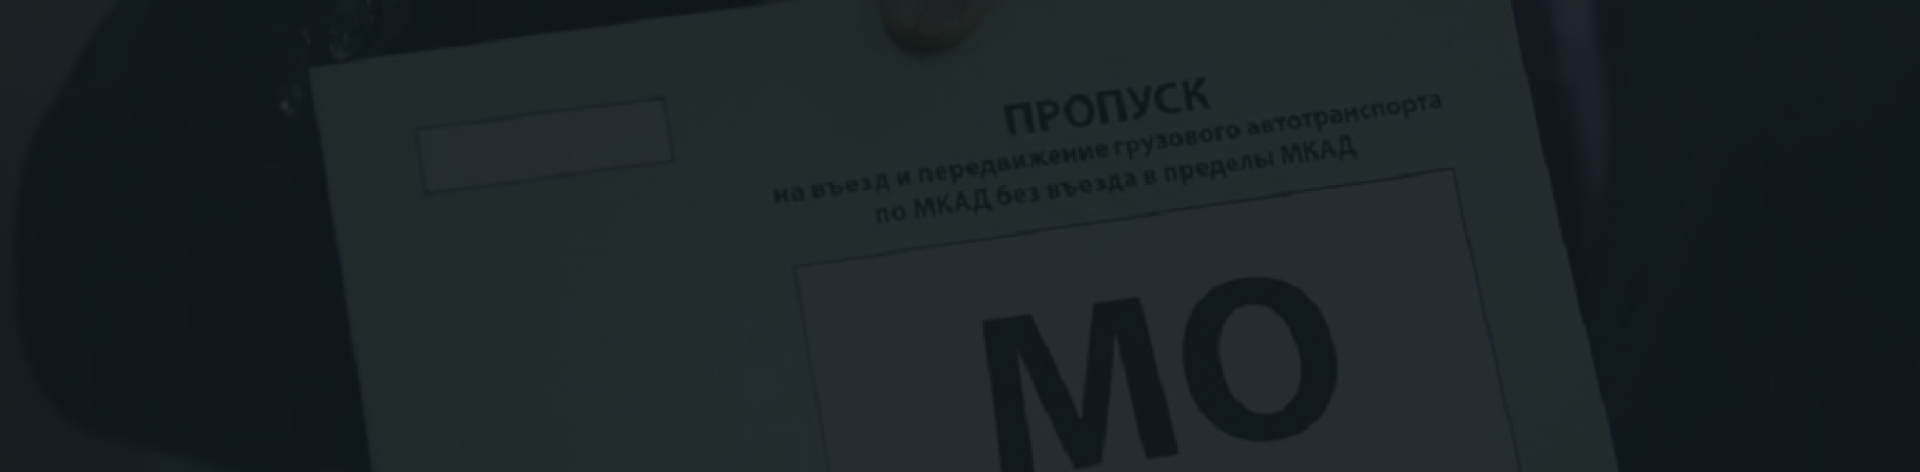 ПРОПУСК
на въезд и передвижение грузового автотранспорта
по МКАД без въезда в пределы МКАД
МО